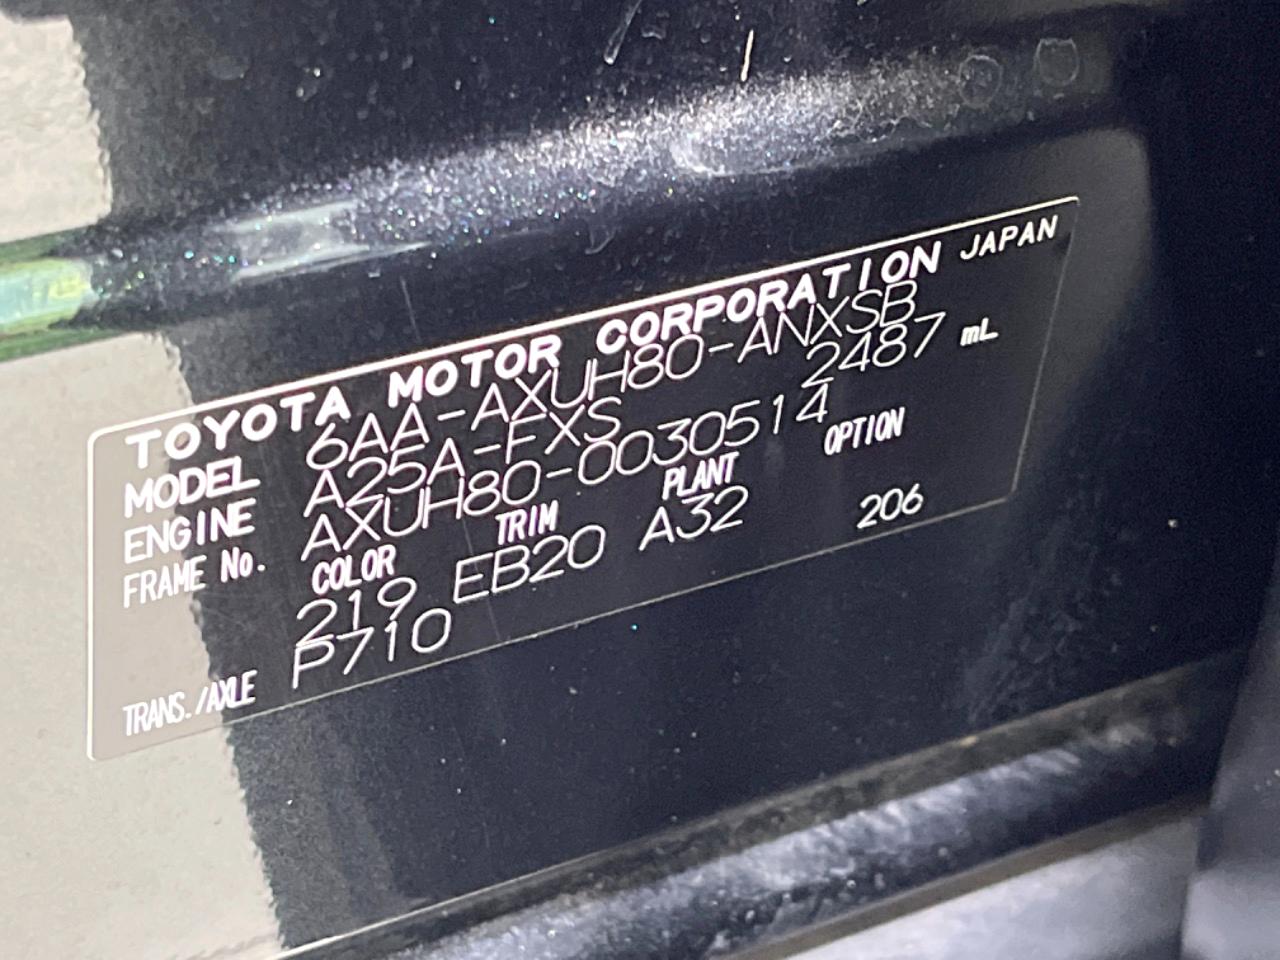 TOYOTA MOTOR CORPORATION JAPAN
MODEL 6AA-AXUH80-ANXSB
ENGINE A25A-FXS 2487 mL
FRAME No. AXUH80-0030514
COLOR TRIM PLANT OPTION
219 EB20 A32 206
TRANS./AXLE P710